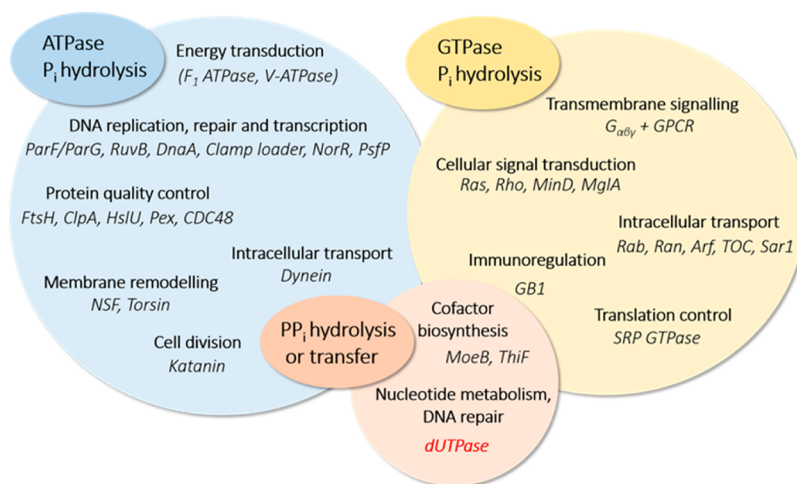 ATPase
Pi hydrolysis
Energy transduction
(F1 ATPase, V-ATPase)
DNA replication, repair and transcription
ParF/ParG, RuvB, DnaA, Clamp loader, NorR, PsfP
Protein quality control
FtsH, ClpA, HslU, Pex, CDC48
Intracellular transport
Dynein
Membrane remodelling
NSF, Torsin
Cell division
Katanin
GTPase
Pi hydrolysis
Transmembrane signalling
Gαβγ + GPCR
Cellular signal transduction
Ras, Rho, MinD, MglA
Intracellular transport
Rab, Ran, Arf, TOC, Sar1
Immunoregulation
GB1
Translation control
SRP GTPase
PPi hydrolysis
or transfer
Cofactor
biosynthesis
MoeB, ThiF
Nucleotide metabolism,
DNA repair
dUTPase